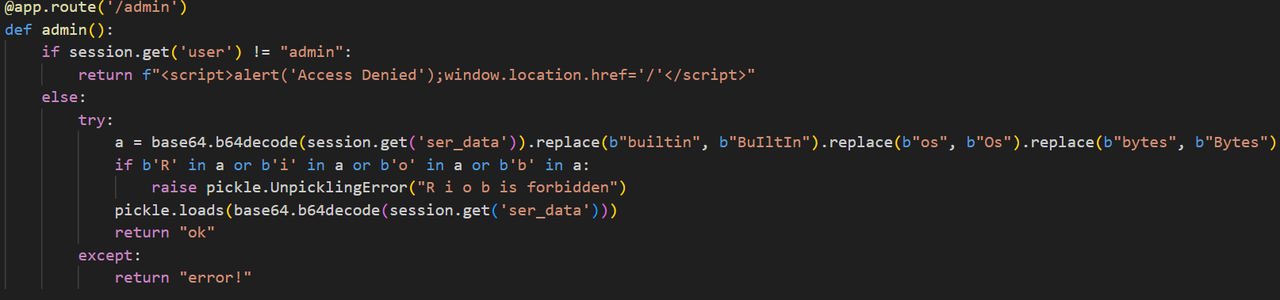 @app.route('/admin')
def admin():
    if session.get('user') != "admin":
        return f"<script>alert('Access Denied');window.location.href='/'</script>"
    else:
        try:
            a = base64.b64decode(session.get('ser_data')).replace(b"builtin", b"BuIltIn").replace(b"os", b"Os").replace(b"bytes", b"Bytes")
            if b'R' in a or b'i' in a or b'o' in a or b'b' in a:
                raise pickle.UnpicklingError("R i o b is forbidden")
            pickle.loads(base64.b64decode(session.get('ser_data')))
            return "ok"
        except:
            return "error!"